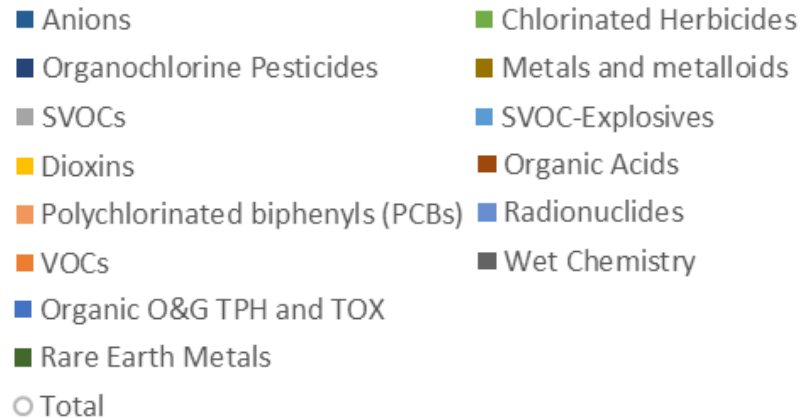 Anions
Organochlorine Pesticides
SVOCs
Dioxins
Polychlorinated biphenyls (PCBs)
VOCs
Organic O&G TPH and TOX
Rare Earth Metals
Total
Chlorinated Herbicides
Metals and metalloids
SVOC-Explosives
Organic Acids
Radionuclides
Wet Chemistry